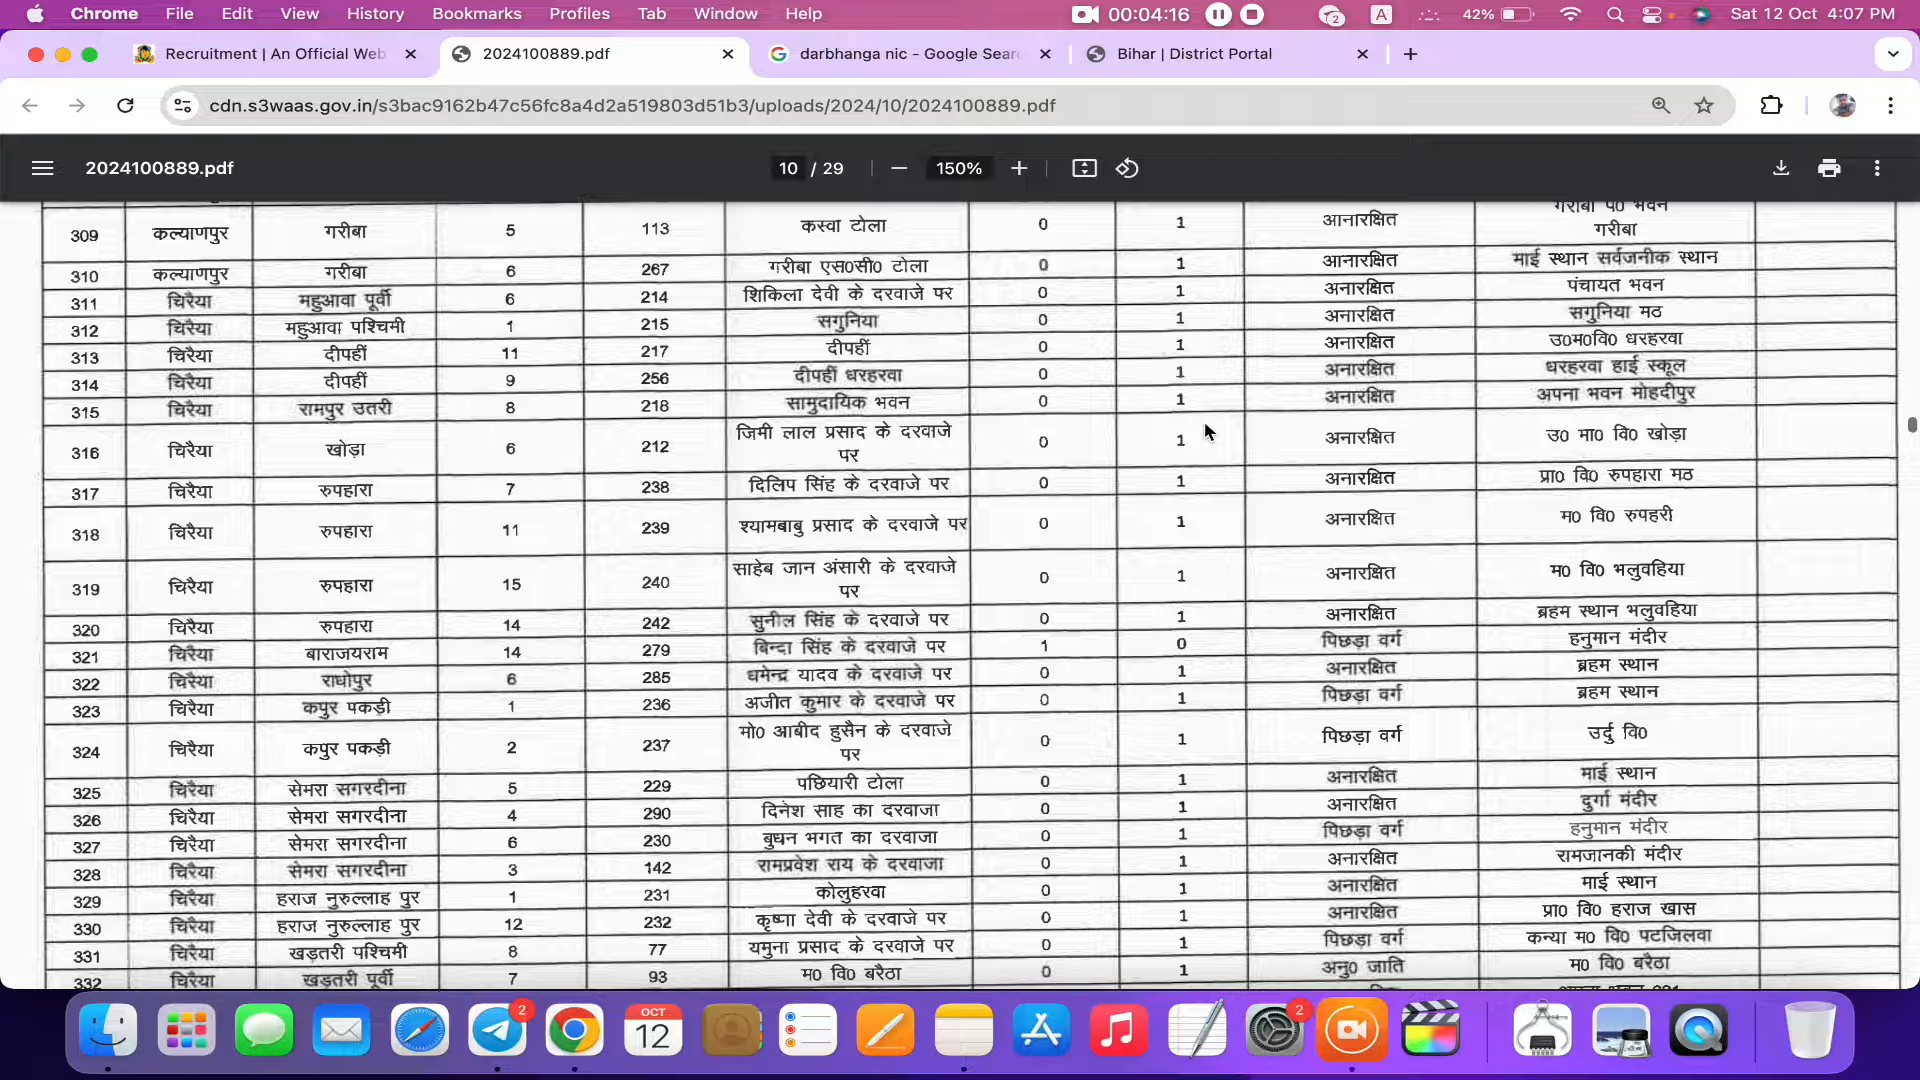 Chrome File Edit View History Bookmarks Profiles Tab Window Help 00:04:16 2 A 42% Sat 12 Oct 4:07 PM
Recruitment | An Official Web 2024100889.pdf darbhanga nic - Google Sear Bihar | District Portal
cdn.s3waas.gov.in/s3bac9162b47c56fc8a4d2a519803d51b3/uploads/2024/10/2024100889.pdf
2024100889.pdf 10 / 29 150%
309 कल्याणपुर गरीबा 5 113 कस्वा टोला 0 1 आनारक्षित गरीबा प0 भवन गरीबा
310 कल्याणपुर गरीबा 6 267 गरीबा एस0सी0 टोला 0 1 आनारक्षित माई स्थान सर्वजनीक स्थान
311 चिरैया महुआवा पूर्वी 6 214 शिकिला देवी के दरवाजे पर 0 1 अनारक्षित पंचायत भवन
312 चिरैया महुआवा पश्चिमी 1 215 सगुनिया 0 1 अनारक्षित सगुनिया मठ
313 चिरैया दीपहीं 11 217 दीपहीं 0 1 अनारक्षित उ0म0वि0 धरहरवा
314 चिरैया दीपहीं 9 256 दीपहीं धरहरवा 0 1 अनारक्षित धरहरवा हाई स्कूल
315 चिरैया रामपुर उतरी 8 218 सामुदायिक भवन 0 1 अनारक्षित अपना भवन मोहदीपुर
316 चिरैया खोड़ा 6 212 जिमी लाल प्रसाद के दरवाजे पर 0 1 अनारक्षित उ0 मा0 वि0 खोड़ा
317 चिरैया रुपहारा 7 238 दिलिप सिंह के दरवाजे पर 0 1 अनारक्षित प्रा0 वि0 रुपहारा मठ
318 चिरैया रुपहारा 11 239 श्यामबाबु प्रसाद के दरवाजे पर 0 1 अनारक्षित म0 वि0 रुपहरी
319 चिरैया रुपहारा 15 240 साहेब जान अंसारी के दरवाजे पर 0 1 अनारक्षित म0 वि0 भलुवहिया
320 चिरैया रुपहारा 14 242 सुनील सिंह के दरवाजे पर 0 1 अनारक्षित ब्रहम स्थान भलुवहिया
321 चिरैया बाराजयराम 14 279 बिन्दा सिंह के दरवाजे पर 1 0 पिछड़ा वर्ग हनुमान मंदीर
322 चिरैया राधोपुर 6 285 धमेन्द्र यादव के दरवाजे पर 0 1 अनारक्षित ब्रहम स्थान
323 चिरैया कपुर पकड़ी 1 236 अजीत कुमार के दरवाजे पर 0 1 पिछड़ा वर्ग ब्रहम स्थान
324 चिरैया कपुर पकड़ी 2 237 मो0 आबीद हुसैन के दरवाजे पर 0 1 पिछड़ा वर्ग उर्दु वि0
325 चिरैया सेमरा सगरदीना 5 229 पछियारी टोला 0 1 अनारक्षित माई स्थान
326 चिरैया सेमरा सगरदीना 4 290 दिनेश साह का दरवाजा 0 1 अनारक्षित दुर्गा मंदीर
327 चिरैया सेमरा सगरदीना 6 230 बुधन भगत का दरवाजा 0 1 पिछड़ा वर्ग हनुमान मंदीर
328 चिरैया सेमरा सगरदीना 3 142 रामप्रवेश राय के दरवाजा 0 1 अनारक्षित रामजानकी मंदीर
329 चिरैया हराज नुरुल्लाह पुर 1 231 कोलुहरवा 0 1 अनारक्षित माई स्थान
330 चिरैया हराज नुरुल्लाह पुर 12 232 कृष्णा देवी के दरवाजे पर 0 1 अनारक्षित प्रा0 वि0 हराज खास
331 चिरैया खड़तरी पश्चिमी 8 77 यमुना प्रसाद के दरवाजे पर 0 1 पिछड़ा वर्ग कन्या म0 वि0 पटजिलवा
332 चिरैया खड़तरी पूर्वी 7 93 म0 वि0 बरैठा 0 1 अनु0 जाति म0 वि0 बरैठा
2 OCT 12 2